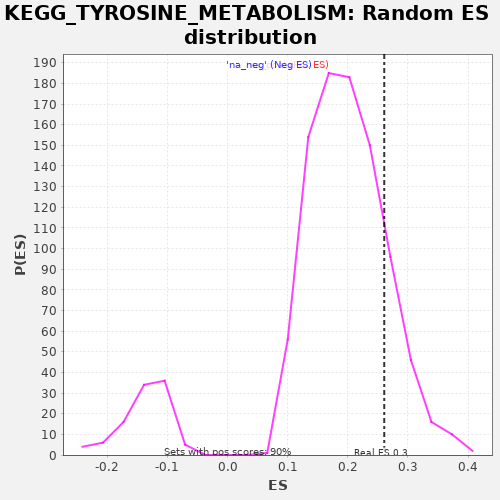 KEGG_TYROSINE_METABOLISM: Random ES
distribution
'na_neg' (Neg ES) ES)
190
180
170
160
150
140
130
120
110
100
90
80
70
60
50
40
30
20
10
0
P(ES)
Sets with pos scores: 90%
Real ES 0.3
-0.2 -0.1 0.0 0.1 0.2 0.3 0.4
ES